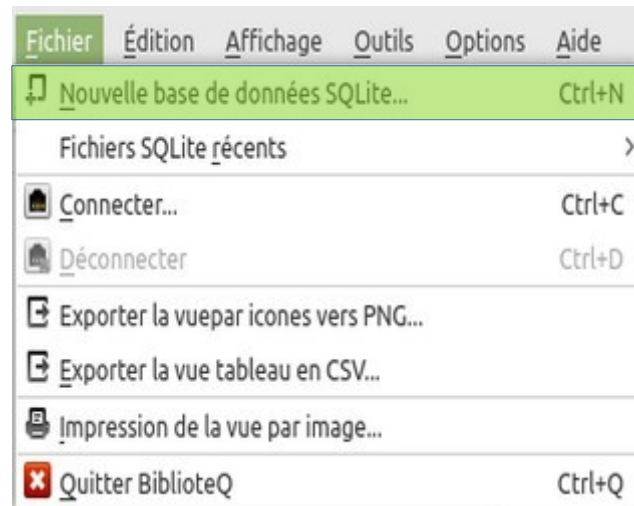 Fichier Édition Affichage Outils Options Aide
Nouvelle base de données SQLite... Ctrl+N
Fichiers SQLite récents
Connecter... Ctrl+C
Déconnecter Ctrl+D
Exporter la vuepar icones vers PNG...
Exporter la vue tableau en CSV...
Impression de la vue par image...
Quitter BiblioteQ Ctrl+Q